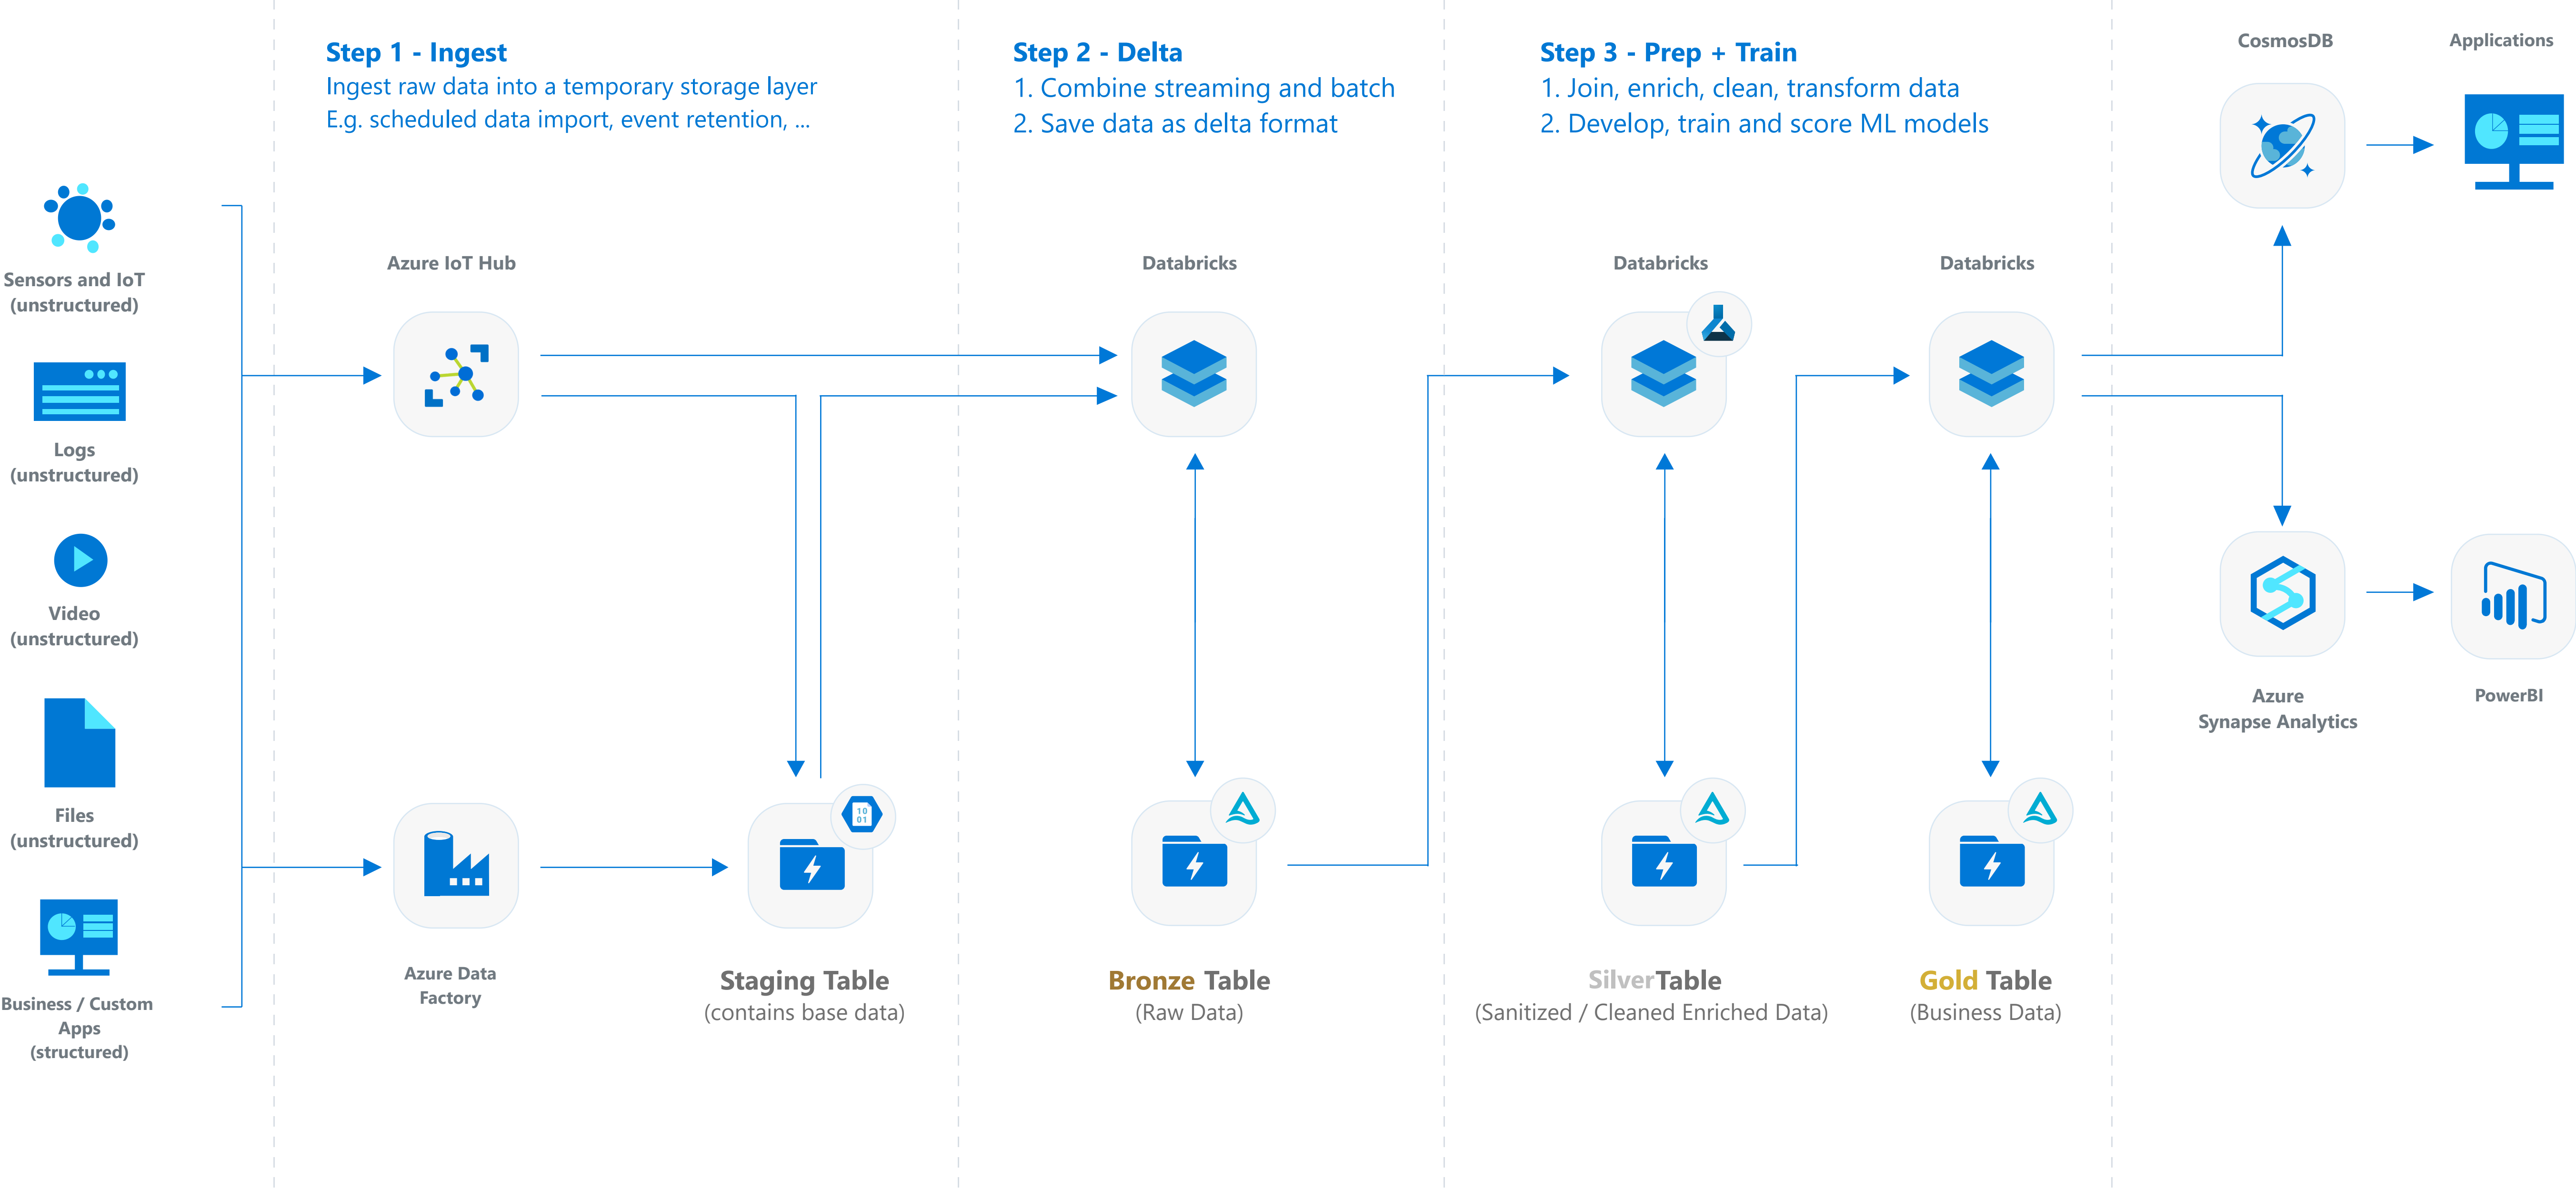 Step 1 - Ingest
Ingest raw data into a temporary storage layer
E.g. scheduled data import, event retention, ...
Step 2 - Delta
1. Combine streaming and batch
2. Save data as delta format
Step 3 - Prep + Train
1. Join, enrich, clean, transform data
2. Develop, train and score ML models
CosmosDB
Applications
Sensors and IoT
(unstructured)
Logs
(unstructured)
Video
(unstructured)
Files
(unstructured)
Business / Custom
Apps
(structured)
Azure IoT Hub
Databricks
Databricks
Databricks
Azure Data
Factory
10
01
Staging Table
(contains base data)
Bronze Table
(Raw Data)
SilverTable
(Sanitized / Cleaned Enriched Data)
Gold Table
(Business Data)
Azure
Synapse Analytics
PowerBI